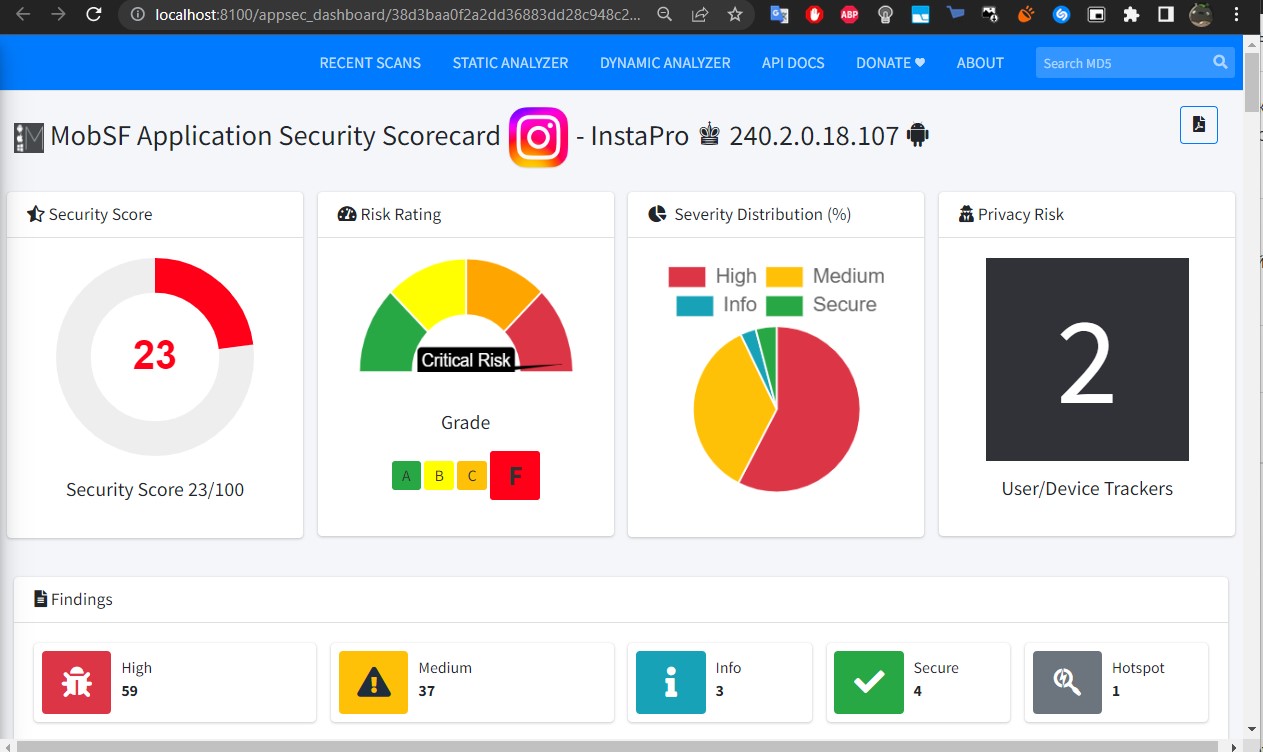 localhost:8100/appsec_dashboard/38d3baa0f2a2dd36883dd28c948c2...
RECENT SCANS STATIC ANALYZER DYNAMIC ANALYZER API DOCS DONATE ♥ ABOUT Search MD5
MobSF Application Security Scorecard - InstaPro ♚ 240.2.0.18.107
Security Score
23
Security Score 23/100
Risk Rating
Critical Risk
Grade
A B C F
Severity Distribution (%)
High Medium
Info Secure
Privacy Risk
2
User/Device Trackers
Findings
High
59
Medium
37
Info
3
Secure
4
Hotspot
1